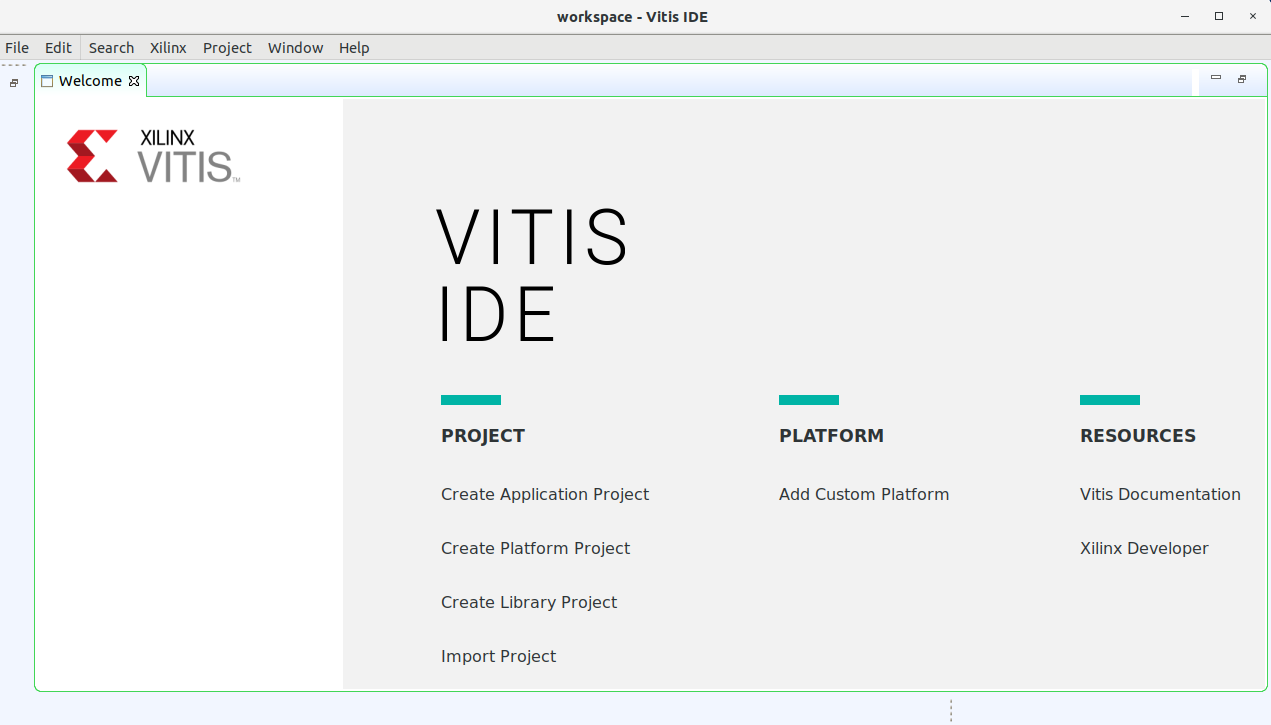 workspace - Vitis IDE
File Edit Search Xilinx Project Window Help
Welcome
XILINX
VITIS™
VITIS
IDE
PROJECT
Create Application Project
Create Platform Project
Create Library Project
Import Project
PLATFORM
Add Custom Platform
RESOURCES
Vitis Documentation
Xilinx Developer